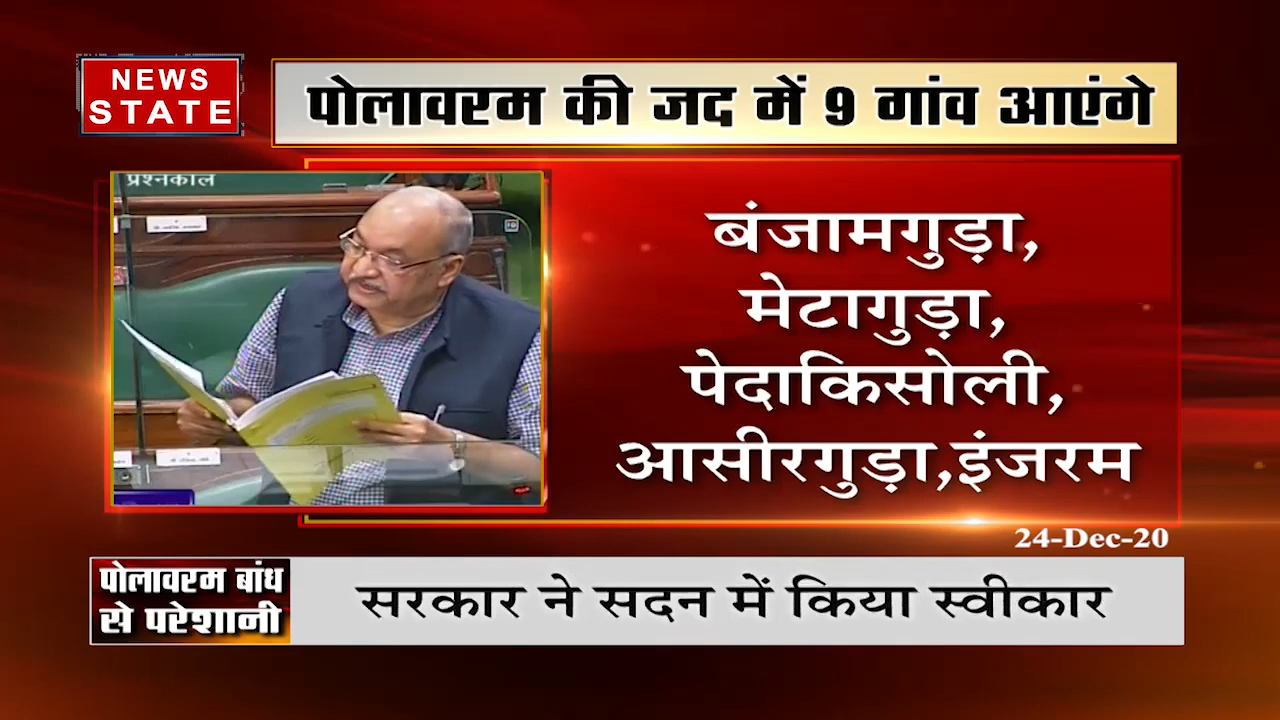 NEWS
STATE
पोलावरम की जद में 9 गांव आएंगे
प्रश्नकाल
बंजामगुड़ा,
मेटागुड़ा,
पेदाकिसोली,
आसीरगुड़ा,इंजरम
24-Dec-20
पोलावरम बांध
से परेशानी
सरकार ने सदन में किया स्वीकार